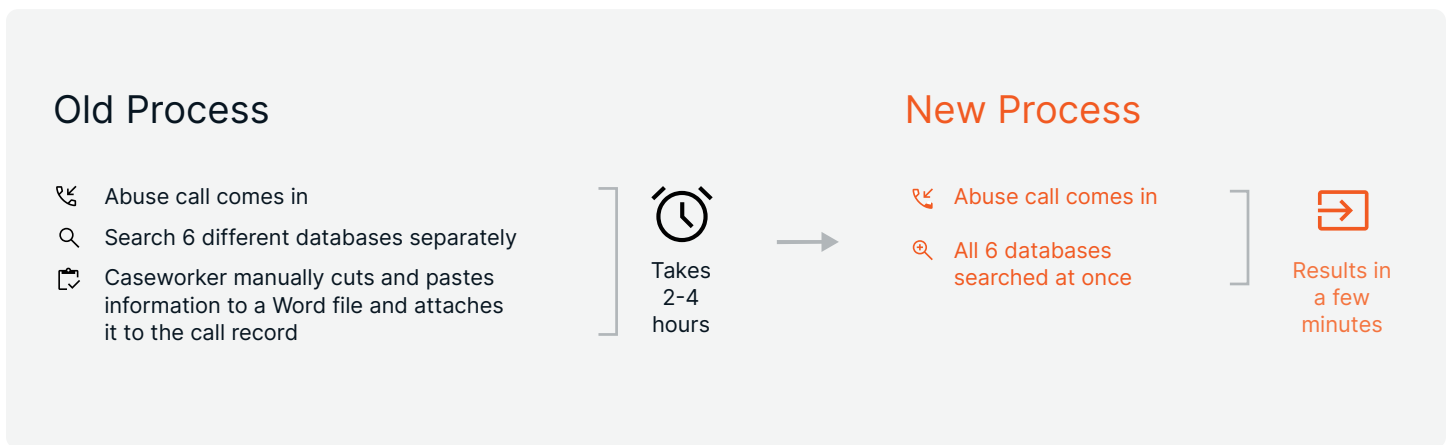 Old Process
Abuse call comes in
Search 6 different databases separately
Caseworker manually cuts and pastes
information to a Word file and attaches
it to the call record
Takes
2-4
hours
New Process
Abuse call comes in
All 6 databases
searched at once
Results in
a few
minutes